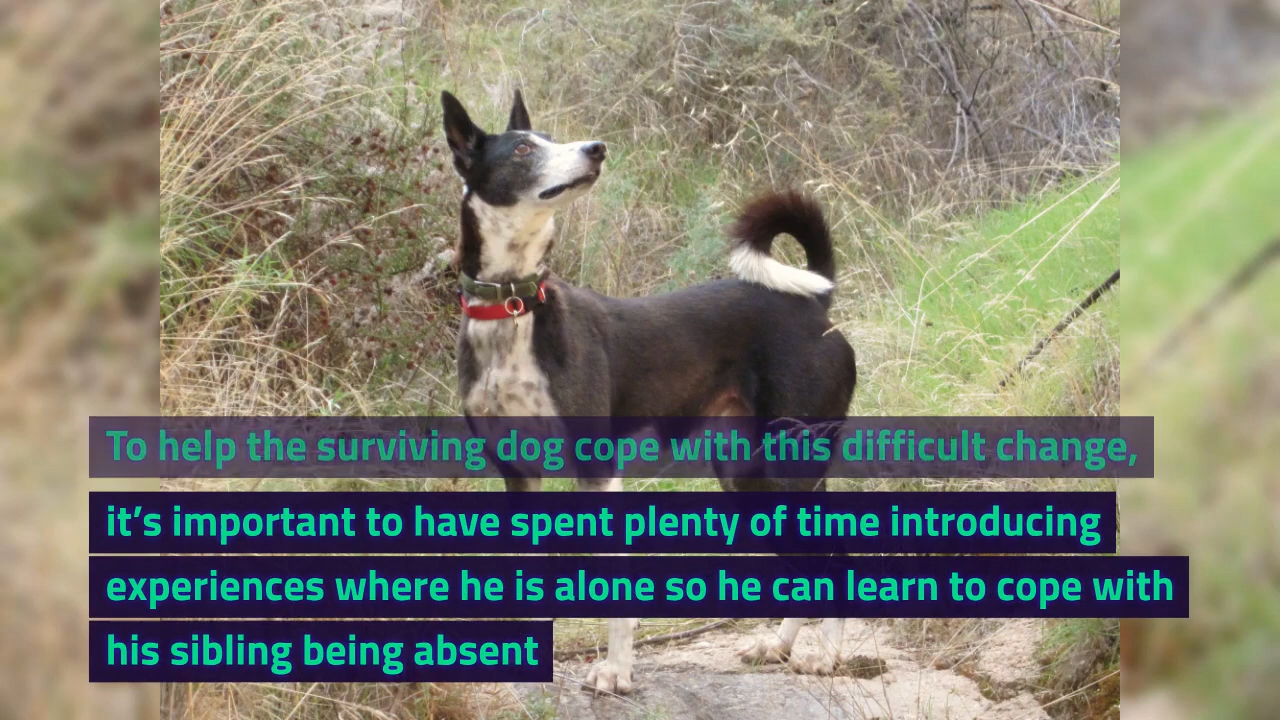 To help the surviving dog cope with this difficult change,
it’s important to have spent plenty of time introducing
experiences where he is alone so he can learn to cope with
his sibling being absent